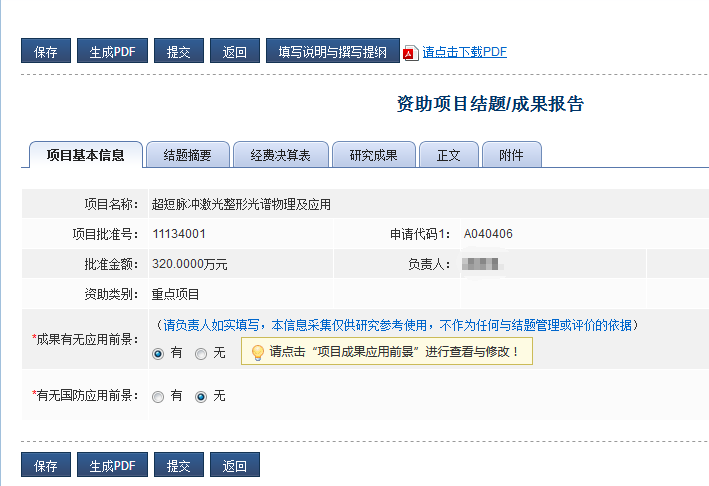 保存 生成PDF 提交 返回 填写说明与撰写提纲 请点击下载PDF
资助项目结题/成果报告
项目基本信息 结题摘要 经费决算表 研究成果 正文 附件
项目名称： 超短脉冲激光整形光谱物理及应用
项目批准号： 11134001 申请代码1： A040406
批准金额： 320.0000万元 负责人：
资助类别： 重点项目
（请负责人如实填写，本信息采集仅供研究参考使用，不作为任何与结题管理或评价的依据）
*成果有无应用前景： 有 无 请点击“项目成果应用前景”进行查看与修改！
*有无国防应用前景： 有 无
保存 生成PDF 提交 返回